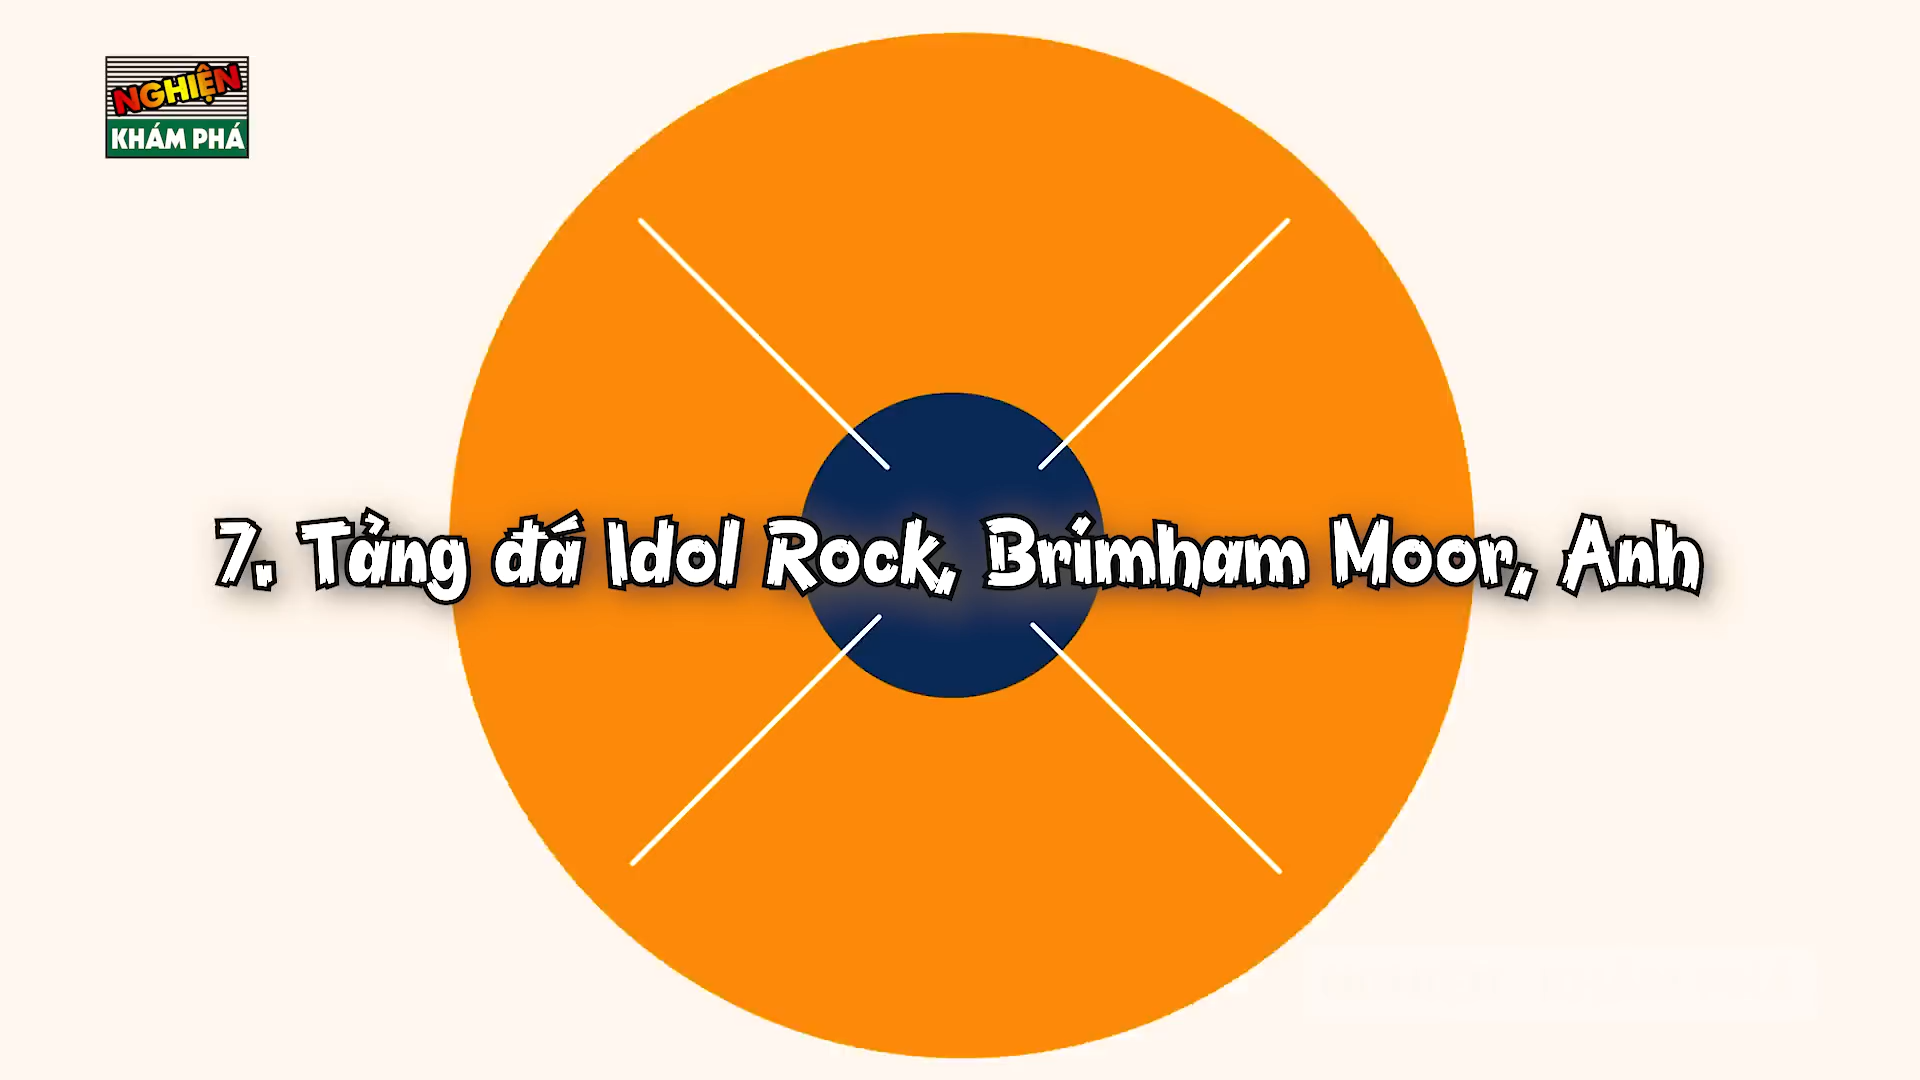 NGHIỆN
KHÁM PHÁ
7. Tảng đá Idol Rock, Brimham Moor, Anh